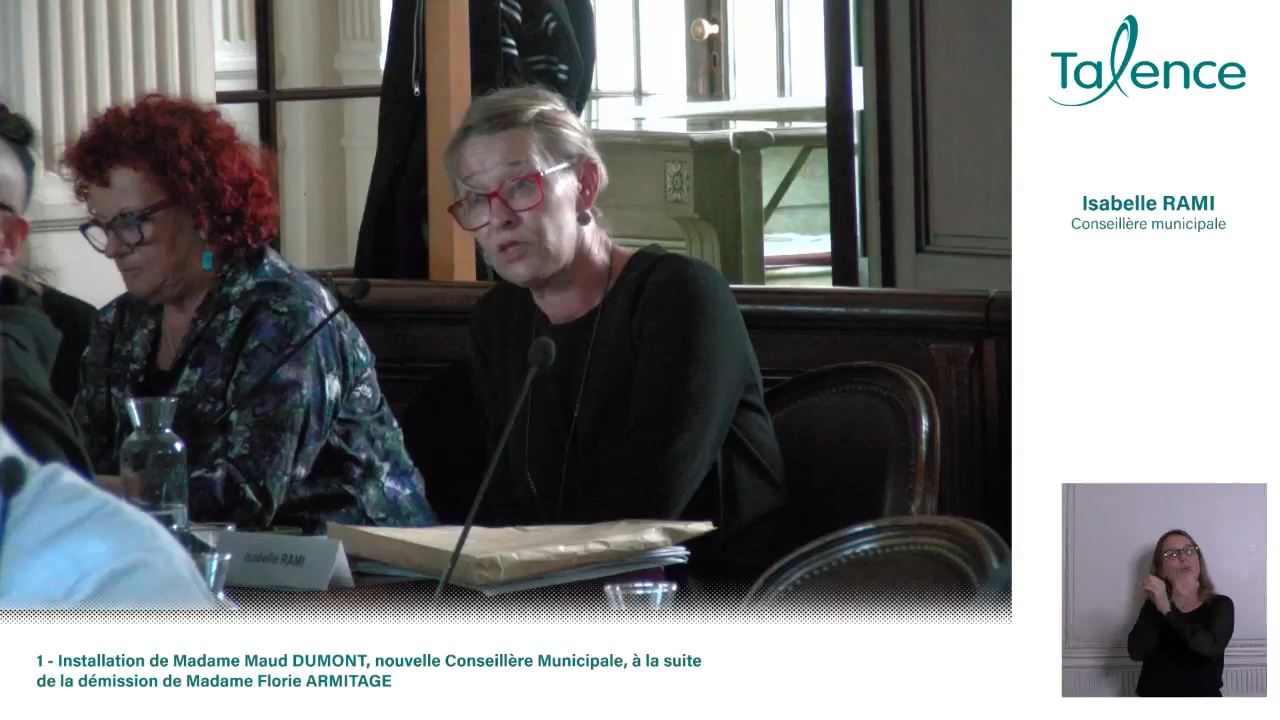 Talence
Isabelle RAMI
Conseillère municipale
Isabelle RAMI
1 - Installation de Madame Maud DUMONT, nouvelle Conseillère Municipale, à la suite
de la démission de Madame Florie ARMITAGE